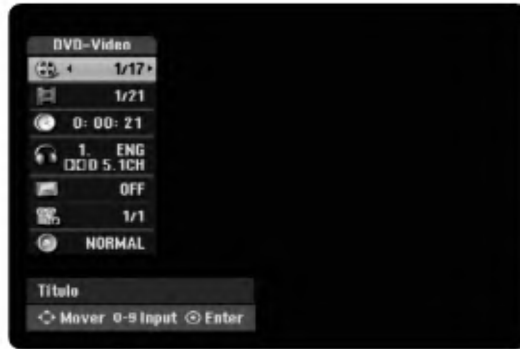 DVD-Video
1/17
1/21
0: 00: 21
1. ENG
D 5.1CH
OFF
1/1
NORMAL
Título
Mover 0-9 Input Enter